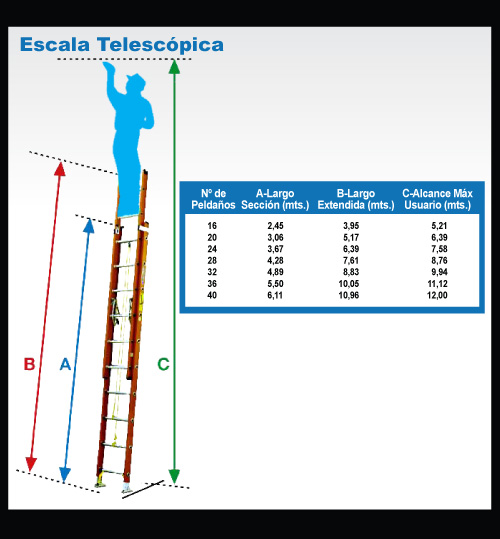 Escala Telescópica
Nº de Peldaños A-Largo Sección (mts.) B-Largo Extendida (mts.) C-Alcance Máx Usuario (mts.)
16 2,45 3,95 5,21
20 3,06 5,17 6,39
24 3,67 6,39 7,58
28 4,28 7,61 8,76
32 4,89 8,83 9,94
36 5,50 10,05 11,12
40 6,11 10,96 12,00
B A C